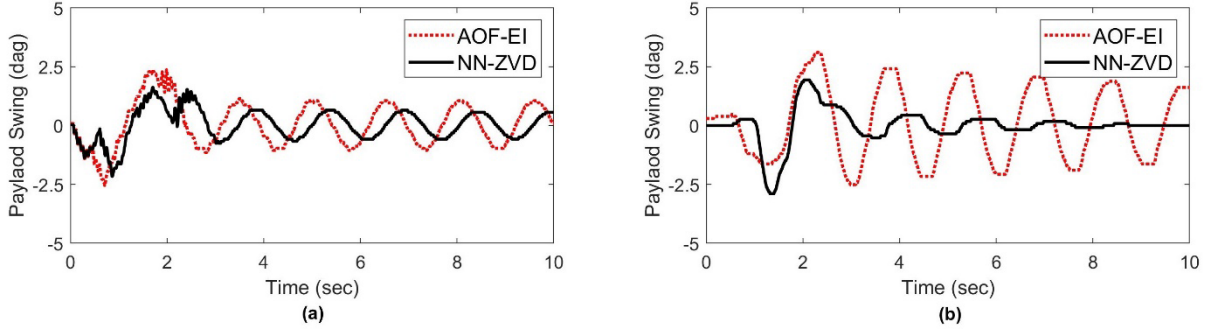 5
2.5
0
-2.5
-5
Paylaod Swing (dag)
AOF-EI
NN-ZVD
0 2 4 6 8 10
Time (sec)
(a)
5
2.5
0
-2.5
-5
Paylaod Swing (dag)
AOF-EI
NN-ZVD
0 2 4 6 8 10
Time (sec)
(b)